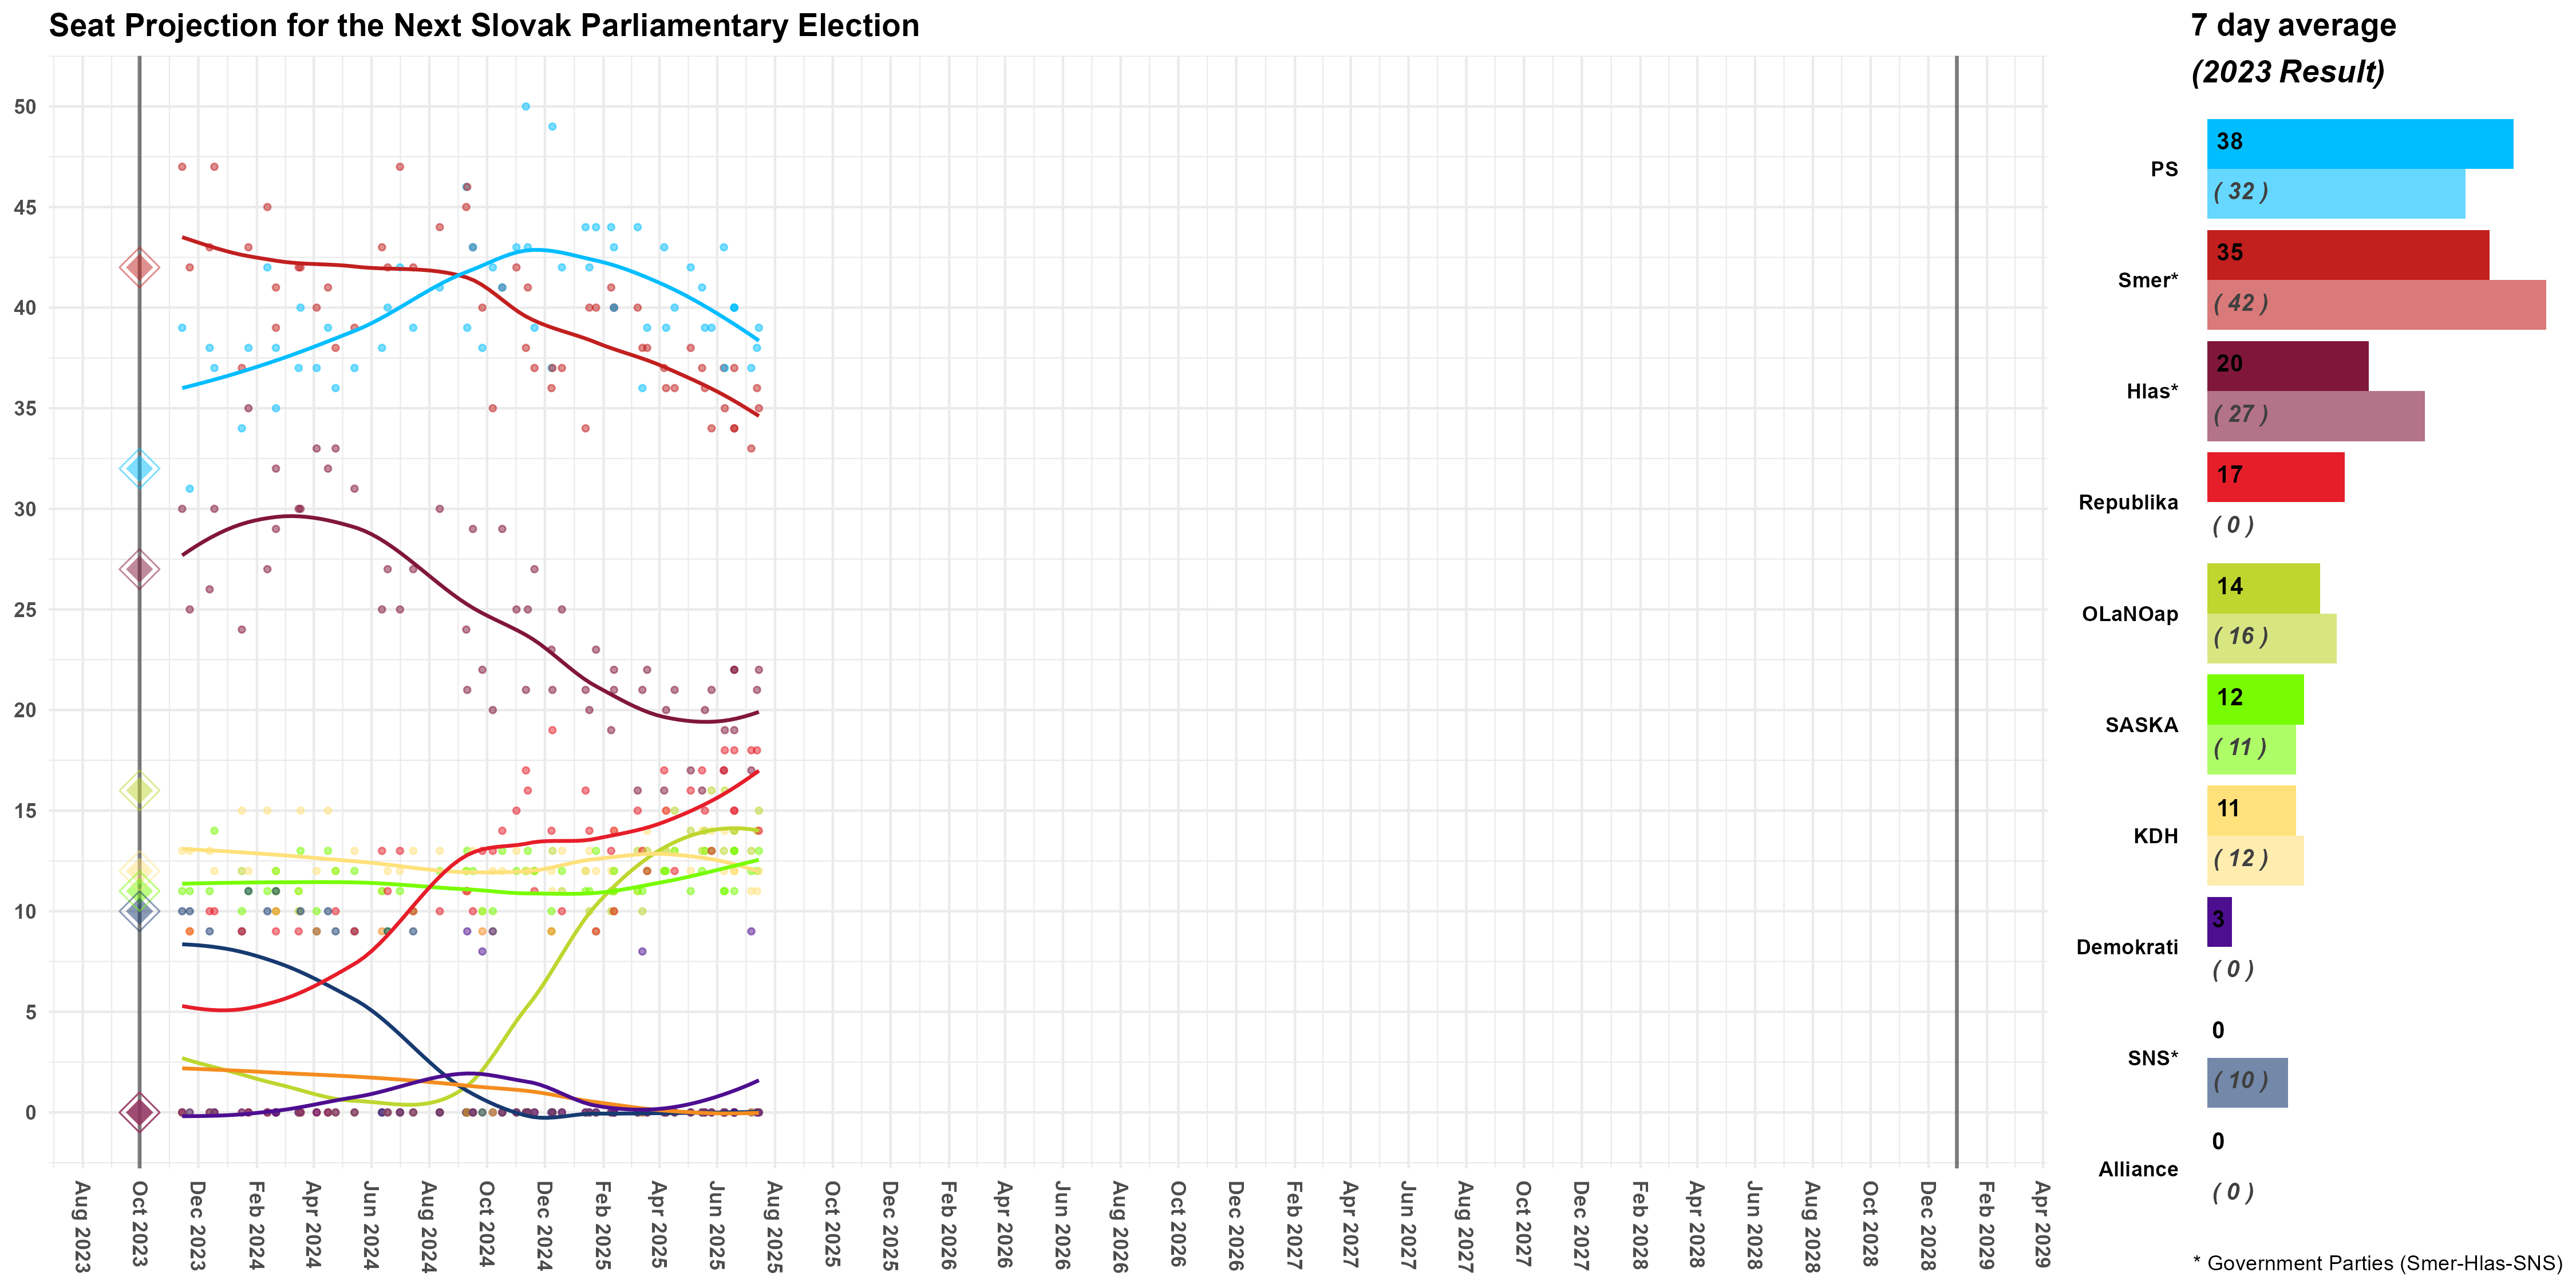 Seat Projection for the Next Slovak Parliamentary Election
7 day average
(2023 Result)
50
45
40
35
30
25
20
15
10
5
0
Aug 2023
Oct 2023
Dec 2023
Feb 2024
Apr 2024
Jun 2024
Aug 2024
Oct 2024
Dec 2024
Feb 2025
Apr 2025
Jun 2025
Aug 2025
Oct 2025
Dec 2025
Feb 2026
Apr 2026
Jun 2026
Aug 2026
Oct 2026
Dec 2026
Feb 2027
Apr 2027
Jun 2027
Aug 2027
Oct 2027
Dec 2027
Feb 2028
Apr 2028
Jun 2028
Aug 2028
Oct 2028
Dec 2028
Feb 2029
Apr 2029
PS
38
( 32 )
Smer*
35
( 42 )
Hlas*
20
( 27 )
Republika
17
( 0 )
OLaNOap
14
( 16 )
SASKA
12
( 11 )
KDH
11
( 12 )
Demokrati
3
( 0 )
SNS*
0
( 10 )
Alliance
0
( 0 )
* Government Parties (Smer-Hlas-SNS)